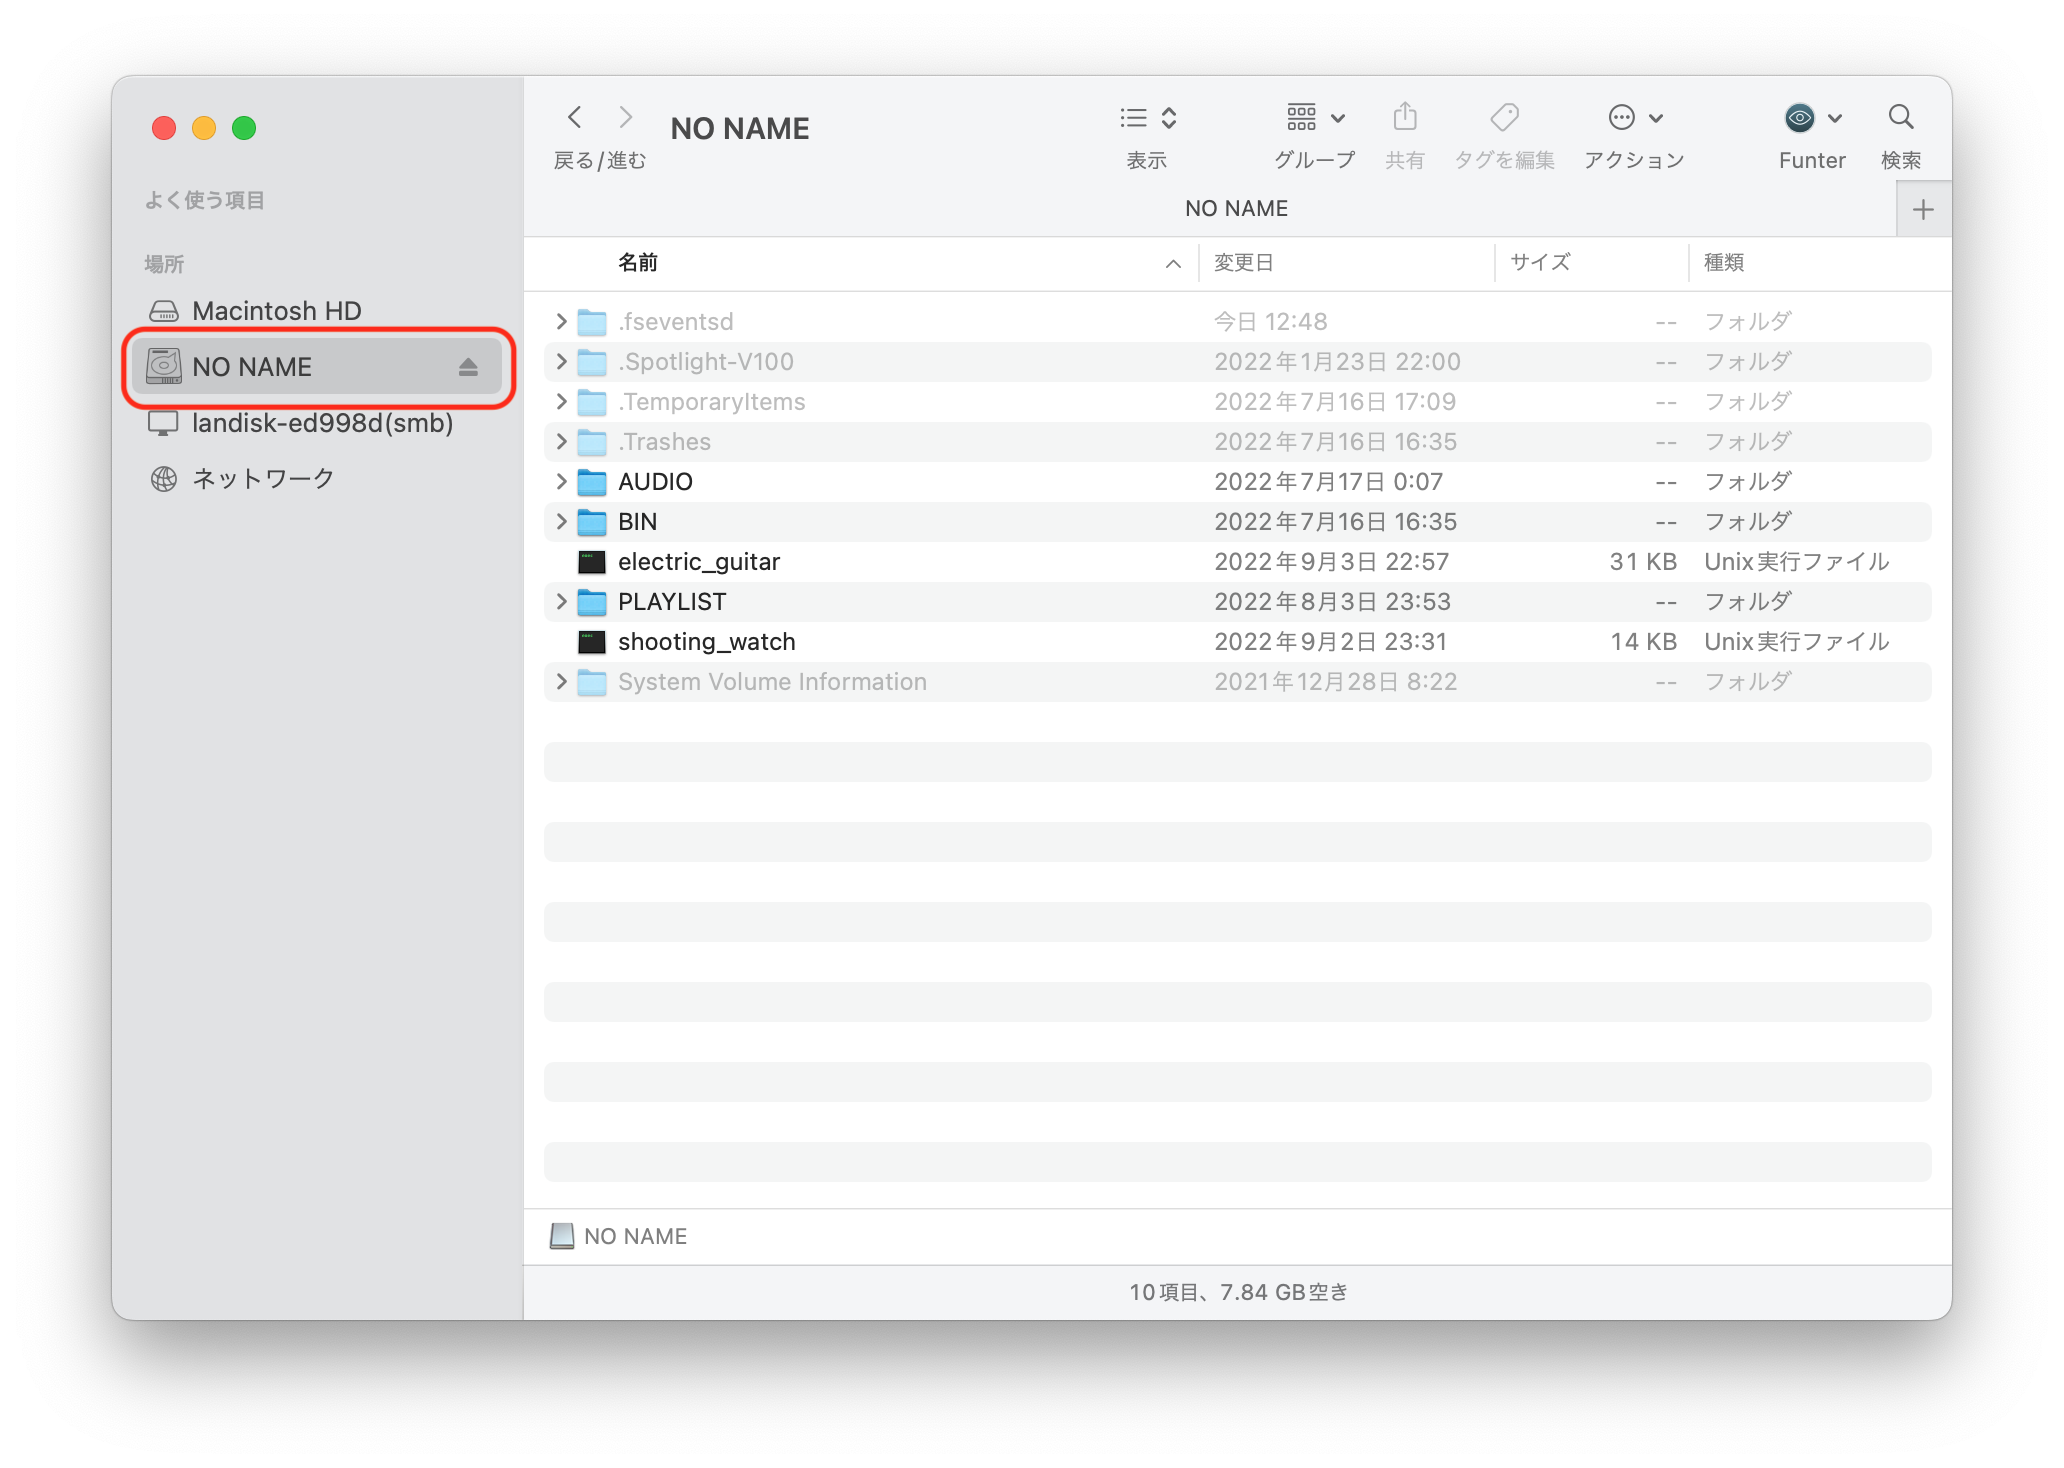 よく使う項目
場所
Macintosh HD
NO NAME
landisk-ed998d(smb)
ネットワーク
NO NAME
戻る/進む
表示
グループ
共有
タグを編集
アクション
Funter
検索
NO NAME
名前 変更日 サイズ 種類
.fseventsd 今日 12:48 -- フォルダ
.Spotlight-V100 2022年1月23日 22:00 -- フォルダ
.TemporaryItems 2022年7月16日 17:09 -- フォルダ
.Trashes 2022年7月16日 16:35 -- フォルダ
AUDIO 2022年7月17日 0:07 -- フォルダ
BIN 2022年7月16日 16:35 -- フォルダ
electric_guitar 2022年9月3日 22:57 31 KB Unix実行ファイル
PLAYLIST 2022年8月3日 23:53 -- フォルダ
shooting_watch 2022年9月2日 23:31 14 KB Unix実行ファイル
System Volume Information 2021年12月28日 8:22 -- フォルダ
NO NAME
10項目、7.84 GB空き